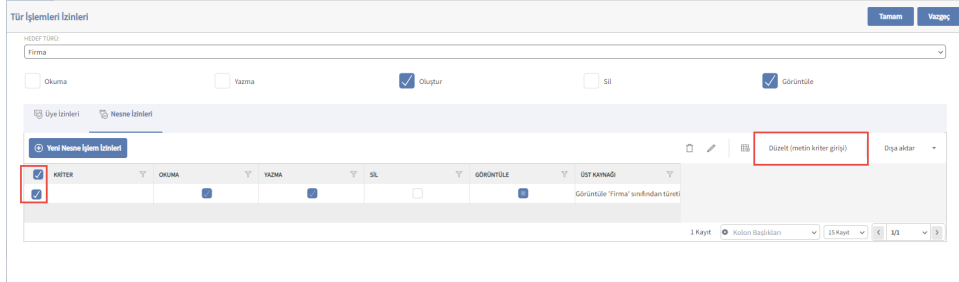 Tür İşlemleri İzinleri
Tamam
Vazgeç
HEDEF TÜRÜ:
Firma
Okuma
Yazma
Oluştur
Sil
Görüntüle
Üye İzinleri
Nesne İzinleri
Yeni Nesne İşlem İzinleri
Düzelt (metin kriter girişi)
Dışa aktar
KRİTER
OKUMA
YAZMA
SİL
GÖRÜNTÜLE
ÜST KAYNAĞI
Görüntüle 'Firma' sınıfından türeti
1 Kayıt
Kolon Başlıkları
15 Kayıt
1/1